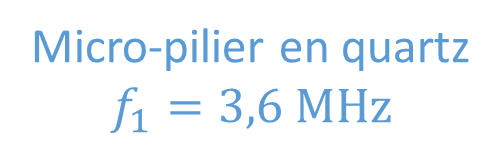 Micro-pilier en quartz
f₁ = 3,6 MHz